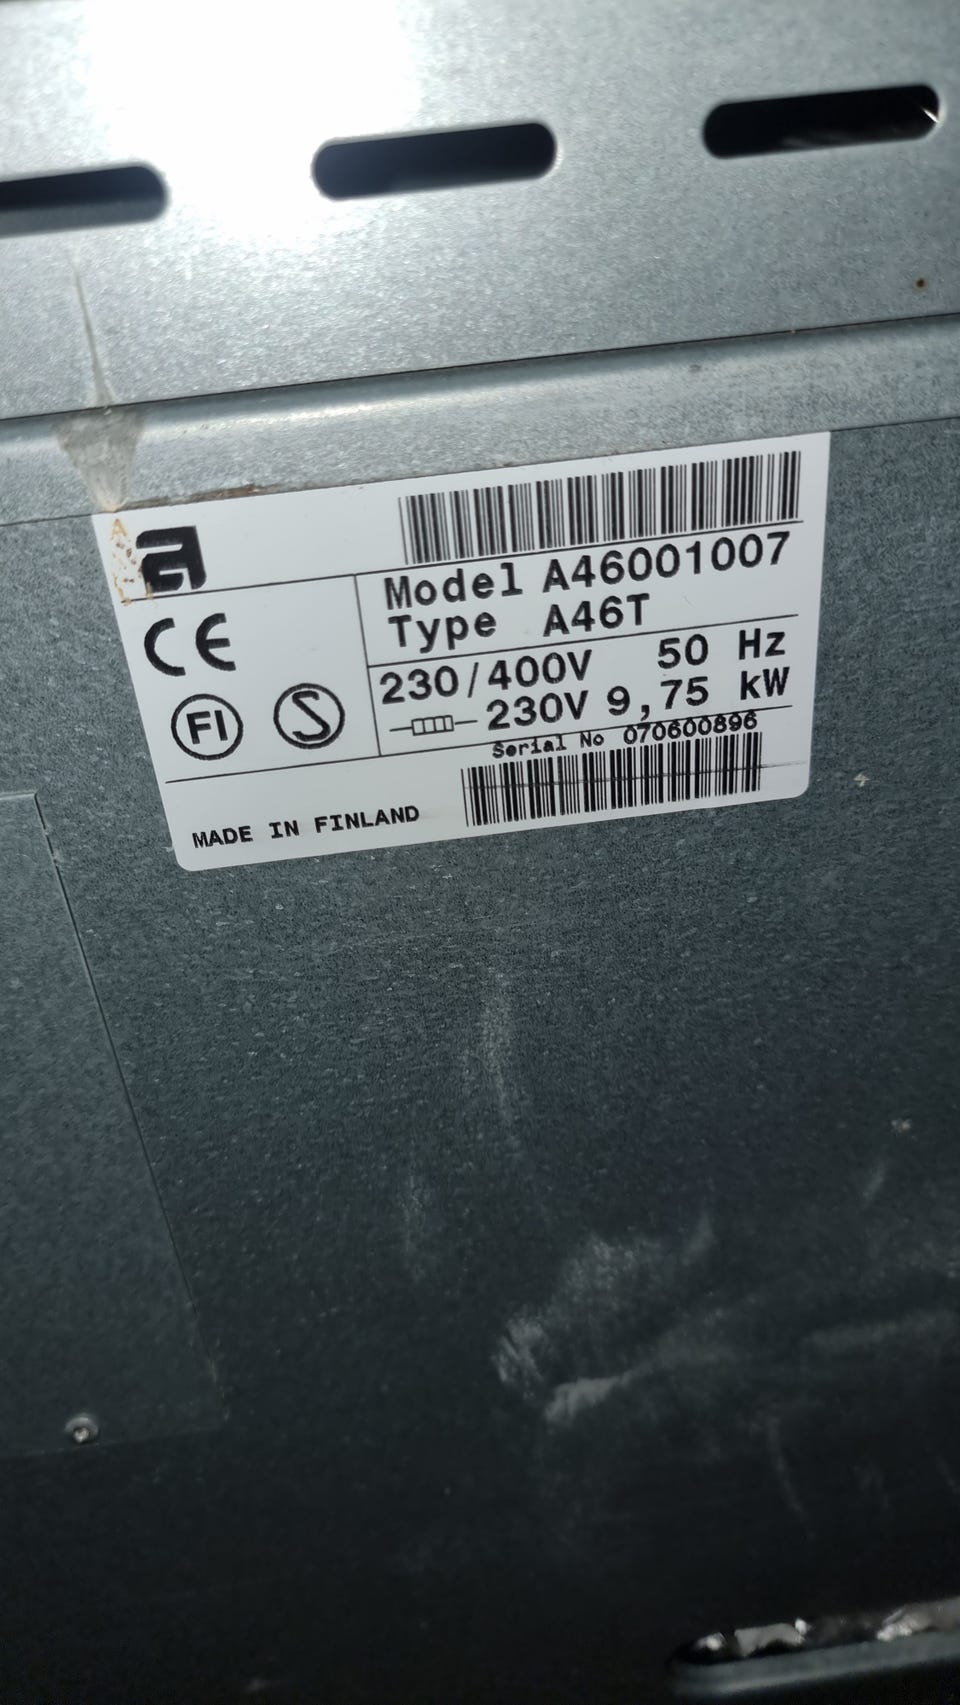 a
Model A46001007
Type A46T
CE
230/400V 50 Hz
230V 9,75 kW
FI S
Serial No 070600896
MADE IN FINLAND